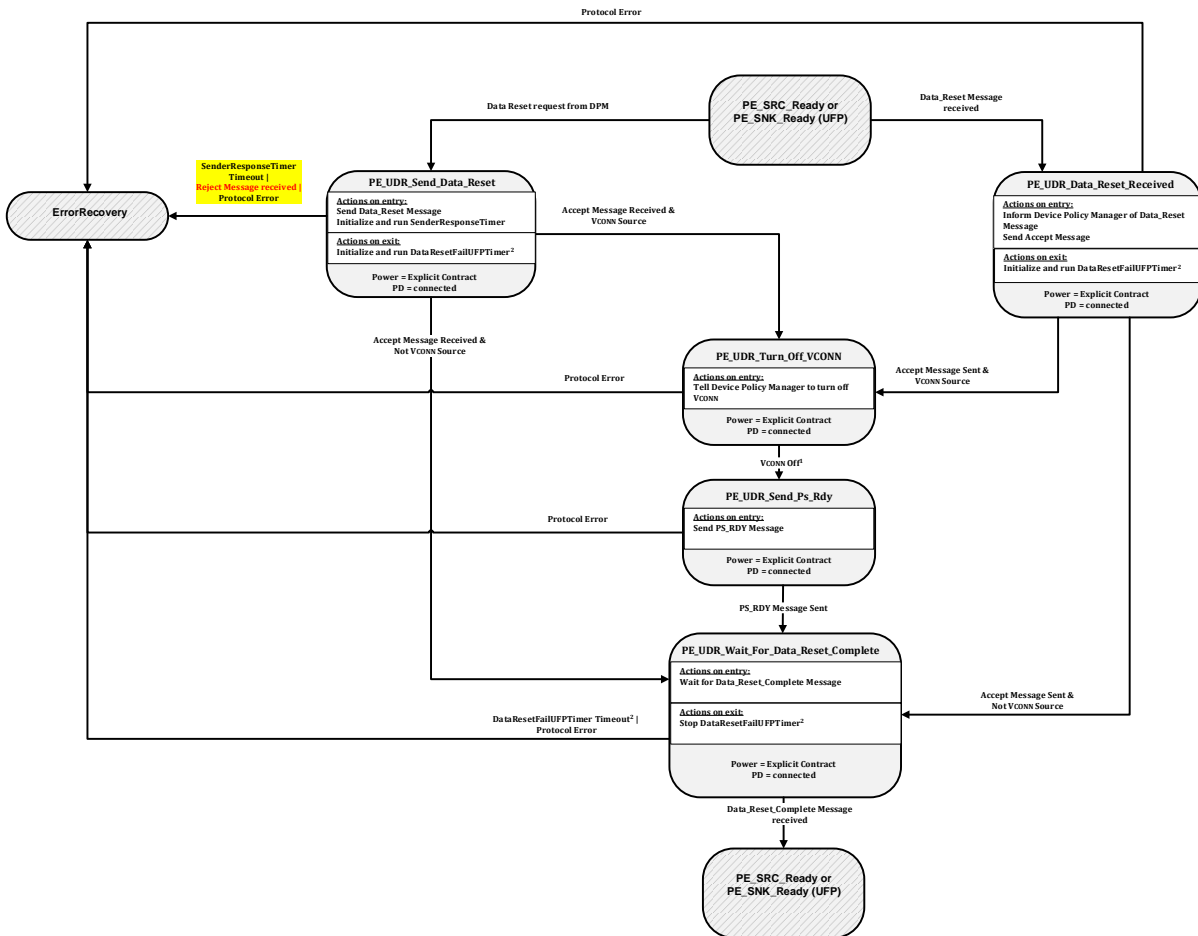 Protocol Error
PE_SRC_Ready or
PE_SNK_Ready (UFP)
Data Reset request from DPM
Data_Reset Message
received
SenderResponseTimer
Timeout |
Reject Message received |
Protocol Error
ErrorRecovery
PE_UDR_Send_Data_Reset
Actions on entry:
Send Data_Reset Message
Initialize and run SenderResponseTimer
Actions on exit:
Initialize and run DataResetFailUFPTimer²
Power = Explicit Contract
PD = connected
Accept Message Received &
VCONN Source
PE_UDR_Data_Reset_Received
Actions on entry:
Inform Device Policy Manager of Data_Reset
Message
Send Accept Message
Actions on exit:
Initialize and run DataResetFailUFPTimer²
Power = Explicit Contract
PD = connected
Accept Message Received &
Not VCONN Source
PE_UDR_Turn_Off_VCONN
Actions on entry:
Tell Device Policy Manager to turn off
VCONN
Power = Explicit Contract
PD = connected
Accept Message Sent &
VCONN Source
Protocol Error
VCONN Off¹
PE_UDR_Send_Ps_Rdy
Actions on entry:
Send PS_RDY Message
Power = Explicit Contract
PD = connected
Protocol Error
PS_RDY Message Sent
PE_UDR_Wait_For_Data_Reset_Complete
Actions on entry:
Wait for Data_Reset_Complete Message
Actions on exit:
Stop DataResetFailUFPTimer²
Power = Explicit Contract
PD = connected
Accept Message Sent &
Not VCONN Source
DataResetFailUFPTimer Timeout² |
Protocol Error
Data_Reset_Complete Message
received
PE_SRC_Ready or
PE_SNK_Ready (UFP)